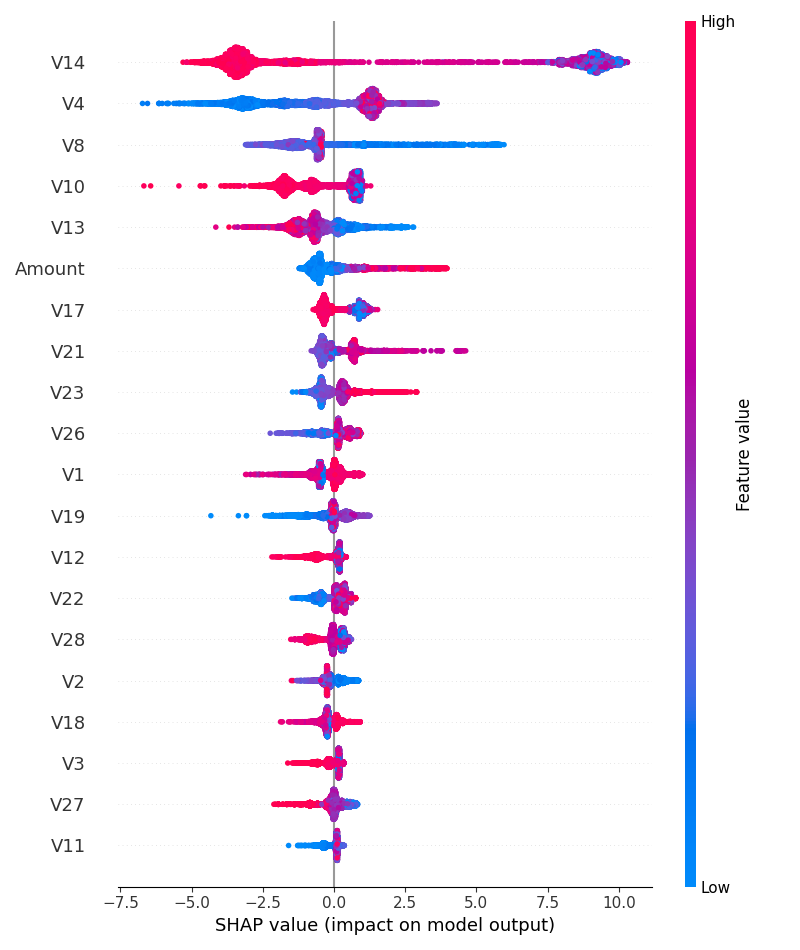 High
V14
V4
V8
V10
V13
Amount
V17
V21
V23
V26
V1
V19
V12
V22
V28
V2
V18
V3
V27
V11
Feature value
Low
−7.5 −5.0 −2.5 0.0 2.5 5.0 7.5 10.0
SHAP value (impact on model output)